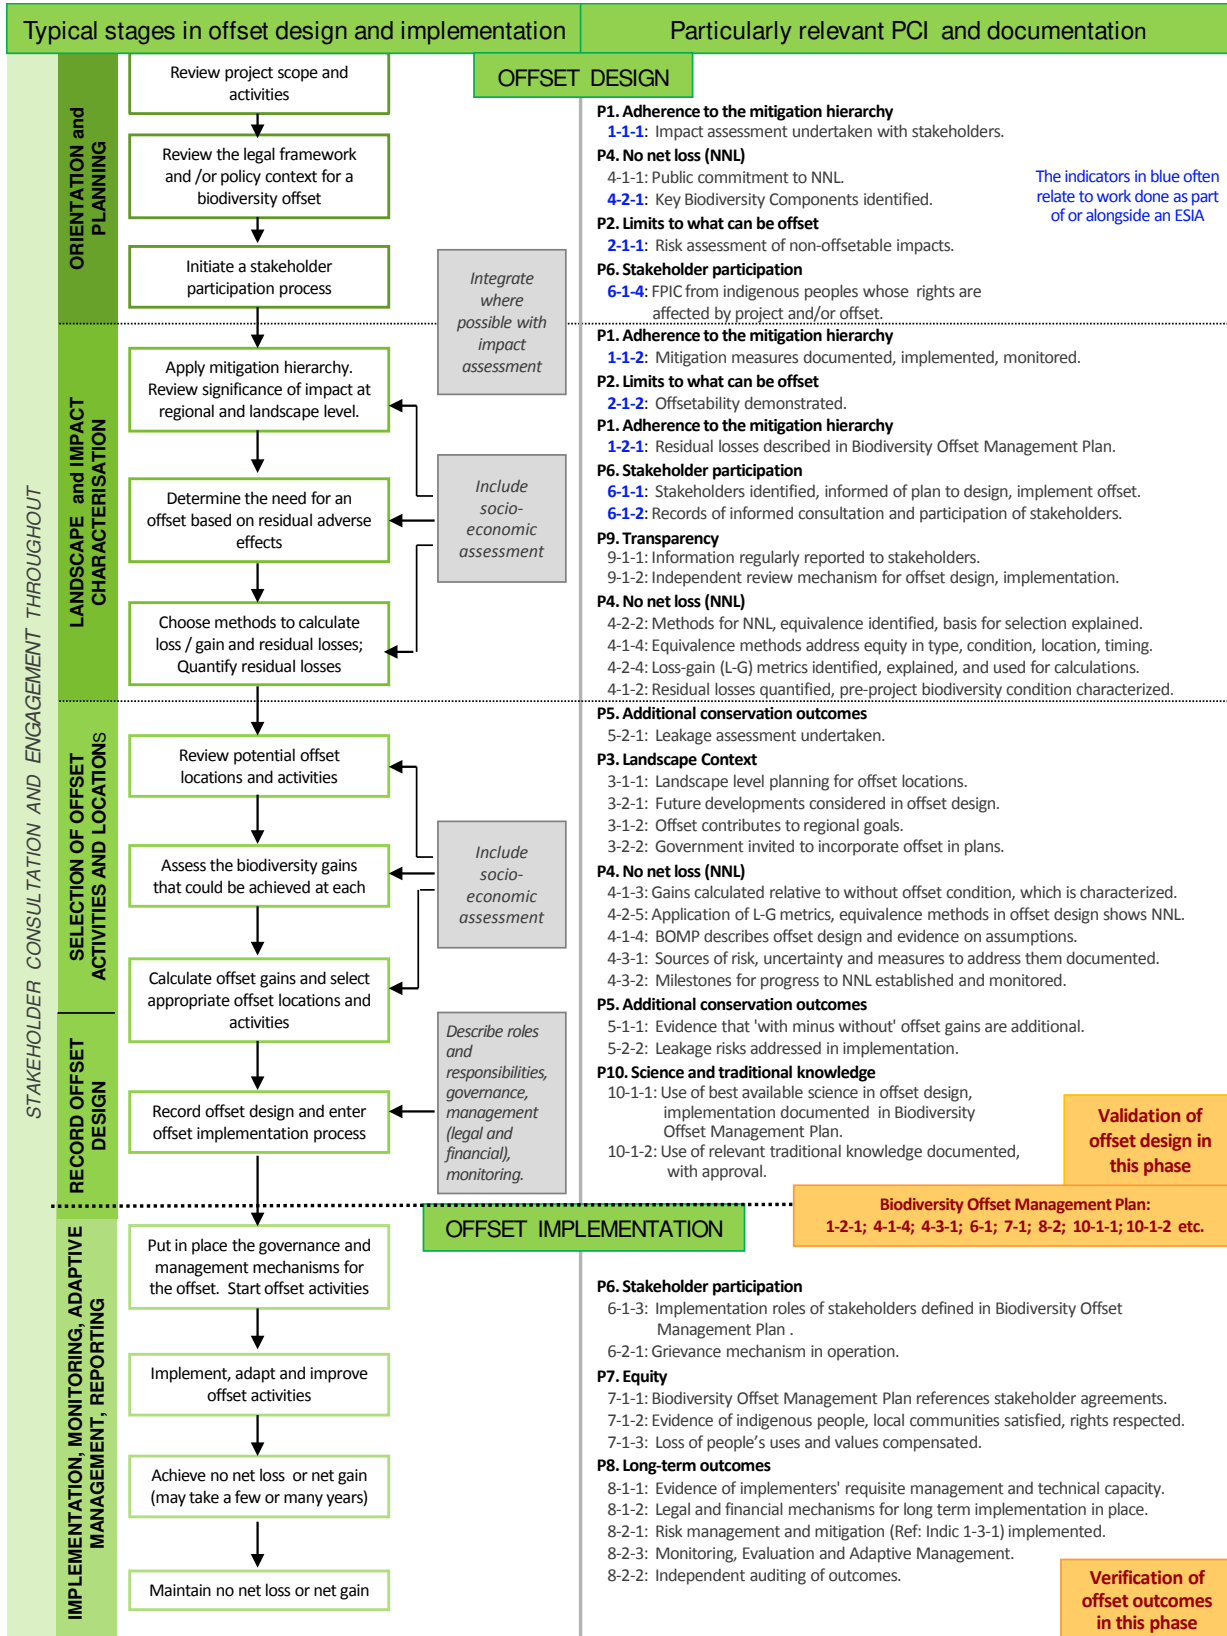 Typical stages in offset design and implementation
Particularly relevant PCI and documentation
STAKEHOLDER CONSULTATION AND ENGAGEMENT THROUGHOUT
ORIENTATION and
PLANNING
Review project scope and
activities
Review the legal framework
and /or policy context for a
biodiversity offset
Initiate a stakeholder
participation process
OFFSET DESIGN
Integrate
where
possible with
impact
assessment
P1. Adherence to the mitigation hierarchy
1-1-1: Impact assessment undertaken with stakeholders.
P4. No net loss (NNL)
4-1-1: Public commitment to NNL.
4-2-1: Key Biodiversity Components identified.
P2. Limits to what can be offset
2-1-1: Risk assessment of non-offsetable impacts.
P6. Stakeholder participation
6-1-4: FPIC from indigenous peoples whose rights are
affected by project and/or offset.
The indicators in blue often
relate to work done as part
of or alongside an ESIA
LANDSCAPE and IMPACT
CHARACTERISATION
Apply mitigation hierarchy.
Review significance of impact at
regional and landscape level.
Determine the need for an
offset based on residual adverse
effects
Choose methods to calculate
loss / gain and residual losses;
Quantify residual losses
Include
socio-
economic
assessment
P1. Adherence to the mitigation hierarchy
1-1-2: Mitigation measures documented, implemented, monitored.
P2. Limits to what can be offset
2-1-2: Offsetability demonstrated.
P1. Adherence to the mitigation hierarchy
1-2-1: Residual losses described in Biodiversity Offset Management Plan.
P6. Stakeholder participation
6-1-1: Stakeholders identified, informed of plan to design, implement offset.
6-1-2: Records of informed consultation and participation of stakeholders.
P9. Transparency
9-1-1: Information regularly reported to stakeholders.
9-1-2: Independent review mechanism for offset design, implementation.
P4. No net loss (NNL)
4-2-2: Methods for NNL, equivalence identified, basis for selection explained.
4-1-4: Equivalence methods address equity in type, condition, location, timing.
4-2-4: Loss-gain (L-G) metrics identified, explained, and used for calculations.
4-1-2: Residual losses quantified, pre-project biodiversity condition characterized.
SELECTION OF OFFSET
ACTIVITIES AND LOCATIONS
Review potential offset
locations and activities
Assess the biodiversity gains
that could be achieved at each
Calculate offset gains and select
appropriate offset locations and
activities
Include
socio-
economic
assessment
P5. Additional conservation outcomes
5-2-1: Leakage assessment undertaken.
P3. Landscape Context
3-1-1: Landscape level planning for offset locations.
3-2-1: Future developments considered in offset design.
3-1-2: Offset contributes to regional goals.
3-2-2: Government invited to incorporate offset in plans.
P4. No net loss (NNL)
4-1-3: Gains calculated relative to without offset condition, which is characterized.
4-2-5: Application of L-G metrics, equivalence methods in offset design shows NNL.
4-1-4: BOMP describes offset design and evidence on assumptions.
4-3-1: Sources of risk, uncertainty and measures to address them documented.
4-3-2: Milestones for progress to NNL established and monitored.
P5. Additional conservation outcomes
5-1-1: Evidence that 'with minus without' offset gains are additional.
5-2-2: Leakage risks addressed in implementation.
RECORD OFFSET
DESIGN
Record offset design and enter
offset implementation process
Describe roles
and
responsibilities,
governance,
management
(legal and
financial),
monitoring.
P10. Science and traditional knowledge
10-1-1: Use of best available science in offset design,
implementation documented in Biodiversity
Offset Management Plan.
10-1-2: Use of relevant traditional knowledge documented,
with approval.
Validation of
offset design in
this phase
Biodiversity Offset Management Plan:
1-2-1; 4-1-4; 4-3-1; 6-1; 7-1; 8-2; 10-1-1; 10-1-2 etc.
OFFSET IMPLEMENTATION
IMPLEMENTATION, MONITORING, ADAPTIVE
MANAGEMENT, REPORTING
Put in place the governance and
management mechanisms for
the offset. Start offset activities
Implement, adapt and improve
offset activities
Achieve no net loss or net gain
(may take a few or many years)
Maintain no net loss or net gain
P6. Stakeholder participation
6-1-3: Implementation roles of stakeholders defined in Biodiversity Offset
Management Plan .
6-2-1: Grievance mechanism in operation.
P7. Equity
7-1-1: Biodiversity Offset Management Plan references stakeholder agreements.
7-1-2: Evidence of indigenous people, local communities satisfied, rights respected.
7-1-3: Loss of people's uses and values compensated.
P8. Long-term outcomes
8-1-1: Evidence of implementers' requisite management and technical capacity.
8-1-2: Legal and financial mechanisms for long term implementation in place.
8-2-1: Risk management and mitigation (Ref: Indic 1-3-1) implemented.
8-2-3: Monitoring, Evaluation and Adaptive Management.
8-2-2: Independent auditing of outcomes.
Verification of
offset outcomes
in this phase